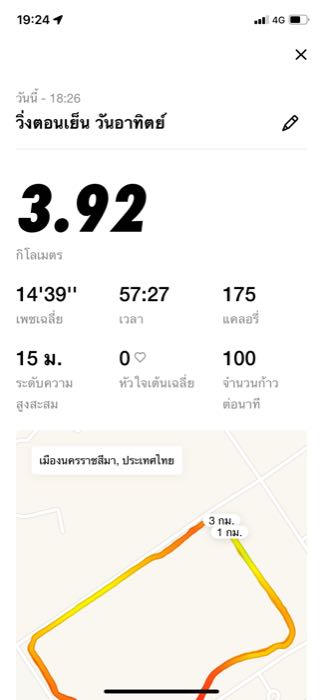 19:24
4G
วันนี้ - 18:26
วิ่งตอนเย็น วันอาทิตย์
3.92
กิโลเมตร
14'39" 57:27 175
เพซเฉลี่ย เวลา แคลอรี่
15 ม. 0 100
ระดับความสูงสะสม หัวใจเต้นเฉลี่ย จำนวนก้าวต่อนาที
เมืองนครราชสีมา, ประเทศไทย
3 กม.
1 กม.